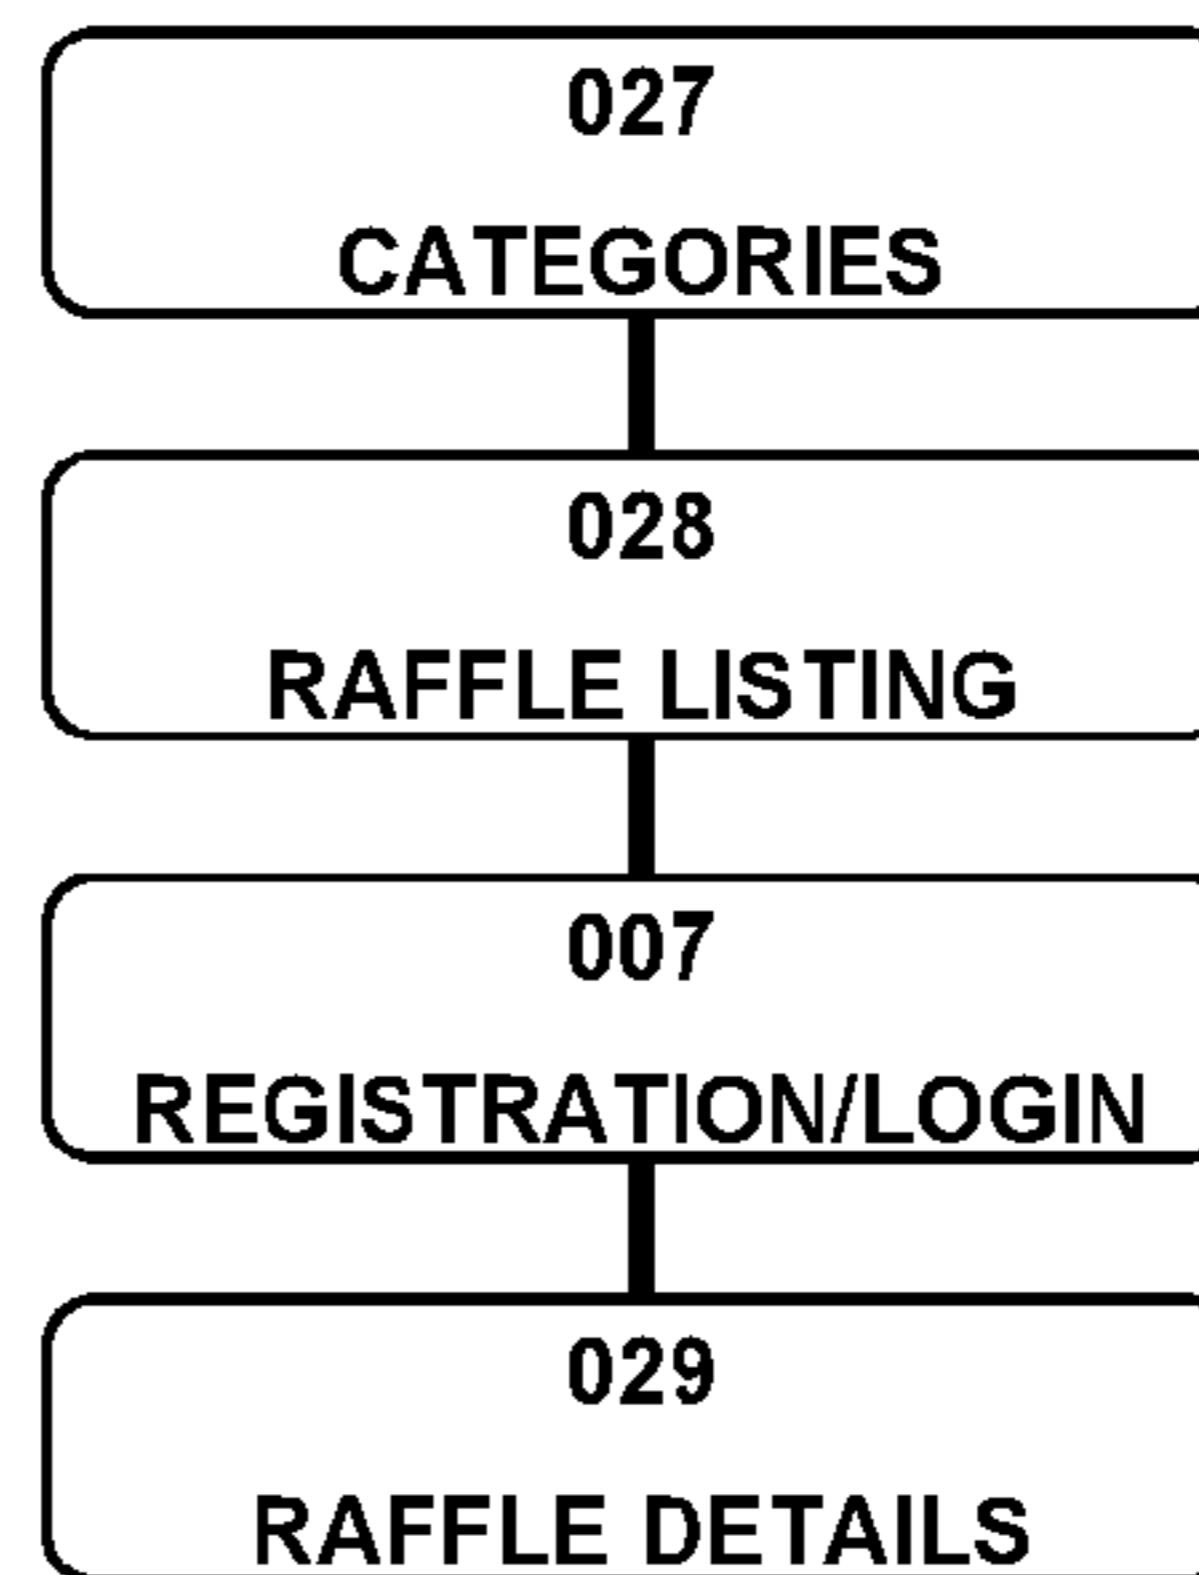 027
CATEGORIES
028
RAFFLE LISTING
007
REGISTRATION/LOGIN
029
RAFFLE DETAILS